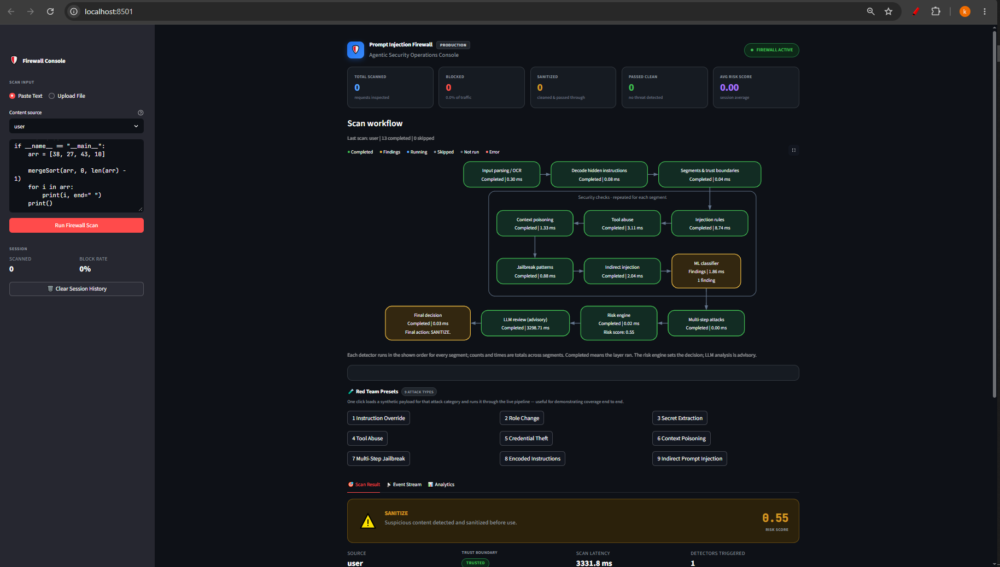 localhost:8501
k
Firewall Console
SCAN INPUT
Paste Text
Upload File
Content source
user
if __name__ == "__main__":
    arr = [38, 27, 43, 10]
    mergeSort(arr, 0, len(arr) -
1)
    for i in arr:
        print(i, end=" ")
    print()
Run Firewall Scan
SESSION
SCANNED
BLOCK RATE
0
0%
Clear Session History
Prompt Injection Firewall
PRODUCTION
Agentic Security Operations Console
FIREWALL ACTIVE
TOTAL SCANNED
0
requests inspected
BLOCKED
0
0.0% of traffic
SANITIZED
0
cleaned & passed through
PASSED CLEAN
0
no threat detected
AVG RISK SCORE
0.00
session average
Scan workflow
Last scan: user | 13 completed | 0 skipped
Completed
Findings
Running
Skipped
Not run
Error
Input parsing / OCR
Completed | 0.30 ms
Decode hidden instructions
Completed | 0.08 ms
Segments & trust boundaries
Completed | 0.04 ms
Security checks - repeated for each segment
Context poisoning
Completed | 1.33 ms
Tool abuse
Completed | 3.11 ms
Injection rules
Completed | 8.74 ms
Jailbreak patterns
Completed | 0.88 ms
Indirect injection
Completed | 2.04 ms
ML classifier
Findings | 1.86 ms
1 finding
Final decision
Completed | 0.03 ms
Final action: SANITIZE.
LLM review (advisory)
Completed | 3298.71 ms
Risk engine
Completed | 0.02 ms
Risk score: 0.55
Multi-step attacks
Completed | 0.00 ms
Each detector runs in the shown order for every segment; counts and times are totals across segments. Completed means the layer ran. The risk engine sets the decision; LLM analysis is advisory.
Red Team Presets
9 ATTACK TYPES
One click loads a synthetic payload for that attack category and runs it through the live pipeline — useful for demonstrating coverage end to end.
1 Instruction Override
2 Role Change
3 Secret Extraction
4 Tool Abuse
5 Credential Theft
6 Context Poisoning
7 Multi-Step Jailbreak
8 Encoded Instructions
9 Indirect Prompt Injection
Scan Result
Event Stream
Analytics
SANITIZE
Suspicious content detected and sanitized before use.
0.55
RISK SCORE
SOURCE
user
TRUST BOUNDARY
TRUSTED
SCAN LATENCY
3331.8 ms
DETECTORS TRIGGERED
1